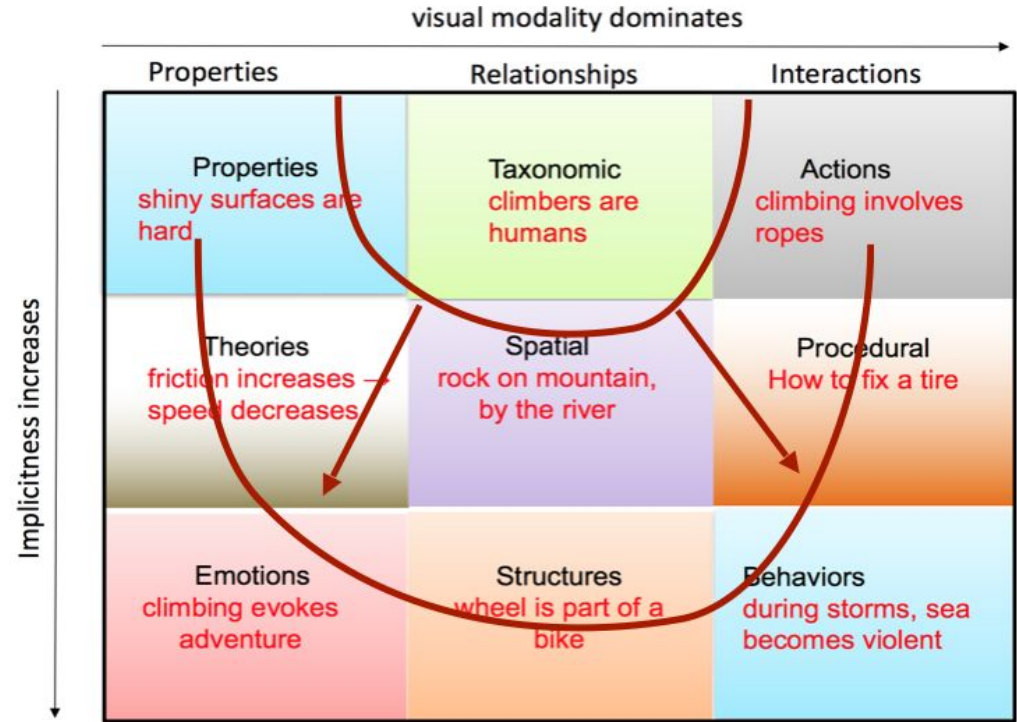 visual modality dominates
Properties
Relationships
Interactions
Implicitness increases
Properties
shiny surfaces are
hard
Taxonomic
climbers are
humans
Actions
climbing involves
ropes
Theories
friction increases →
speed decreases
Spatial
rock on mountain,
by the river
Procedural
How to fix a tire
Emotions
climbing evokes
adventure
Structures
wheel is part of a
bike
Behaviors
during storms, sea
becomes violent